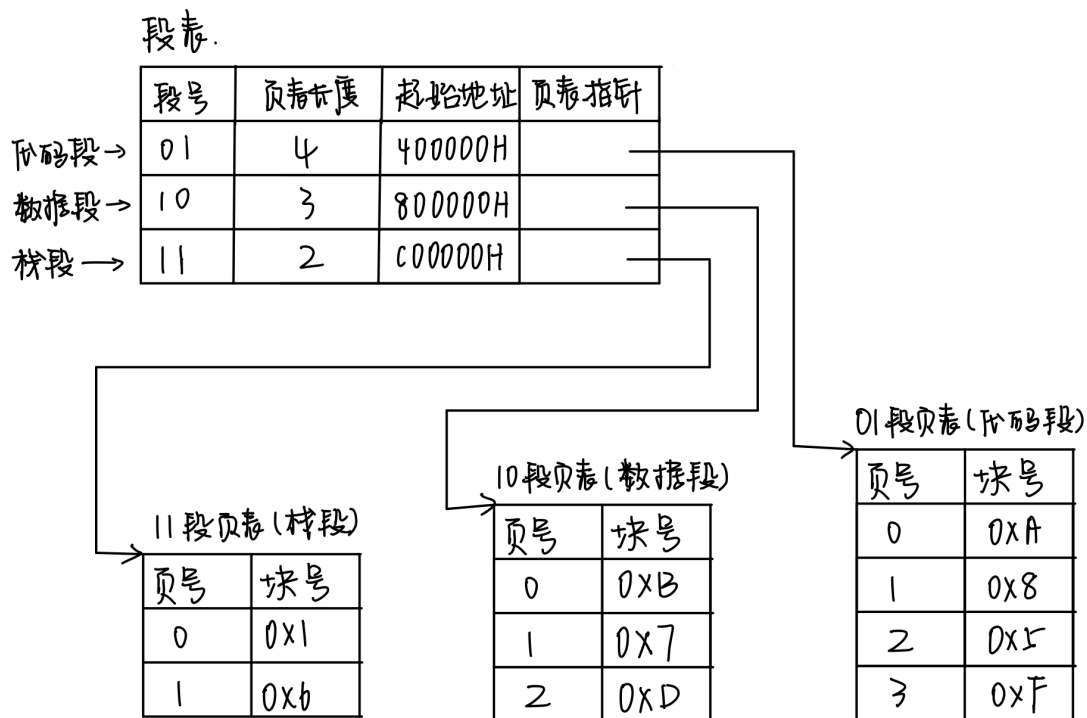 段表.
段号 页表长度 起始地址 页表指针
代码段→ 01 4 400000H
数据段→ 10 3 800000H
栈段→ 11 2 C00000H
01段页表(代码段)
页号 块号
0 0XA
1 0X8
2 0X5
3 0XF
10段页表(数据段)
页号 块号
0 0XB
1 0X7
2 0XD
11段页表(栈段)
页号 块号
0 0X1
1 0X6